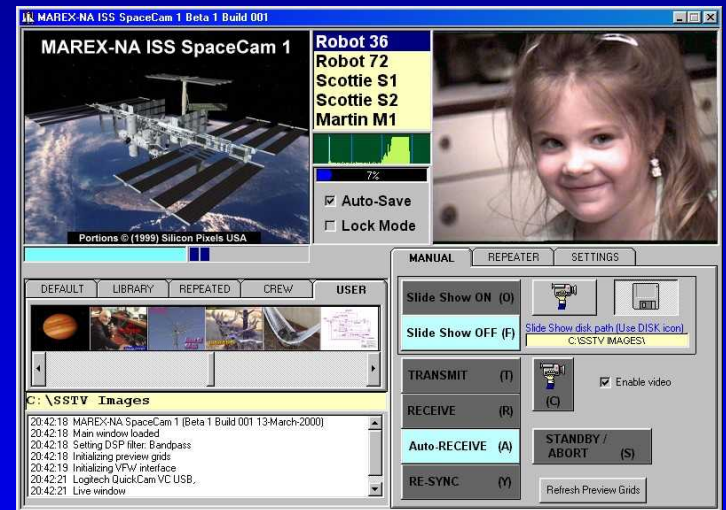 MAREX-NA ISS SpaceCam 1 Beta 1 Build 001
MAREX-NA ISS SpaceCam 1
Portions © (1999) Silicon Pixels USA
Robot 36
Robot 72
Scottie S1
Scottie S2
Martin M1
7%
Auto-Save
Lock Mode
DEFAULT
LIBRARY
REPEATED
CREW
USER
C:\SSTV Images
20:42:18 MAREX-NA SpaceCam 1 (Beta 1 Build 001 13-March-2000)
20:42:18 Main window loaded
20:42:18 Setting DSP filter: Bandpass
20:42:18 Initializing preview grids
20:42:19 Initializing VFW interface
20:42:21 Logitech QuickCam VC USB,
20:42:21 Live window
MANUAL
REPEATER
SETTINGS
Slide Show ON (O)
Slide Show OFF (F)
Slide Show disk path (Use DISK icon)
C:\SSTV IMAGES\
TRANSMIT (T)
RECEIVE (R)
Auto-RECEIVE (A)
RE-SYNC (Y)
(C)
Enable video
STANDBY /
ABORT (S)
Refresh Preview Grids